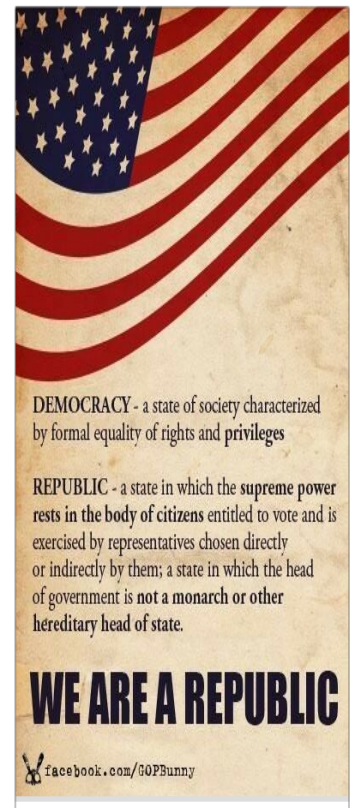 DEMOCRACY - a state of society characterized
by formal equality of rights and privileges
REPUBLIC - a state in which the supreme power
rests in the body of citizens entitled to vote and is
exercised by representatives chosen directly
or indirectly by them; a state in which the head
of government is not a monarch or other
hereditary head of state.
WE ARE A REPUBLIC
facebook.com/GOPBunny